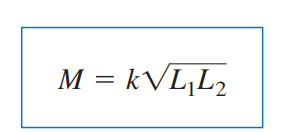 M = k√L₁L₂